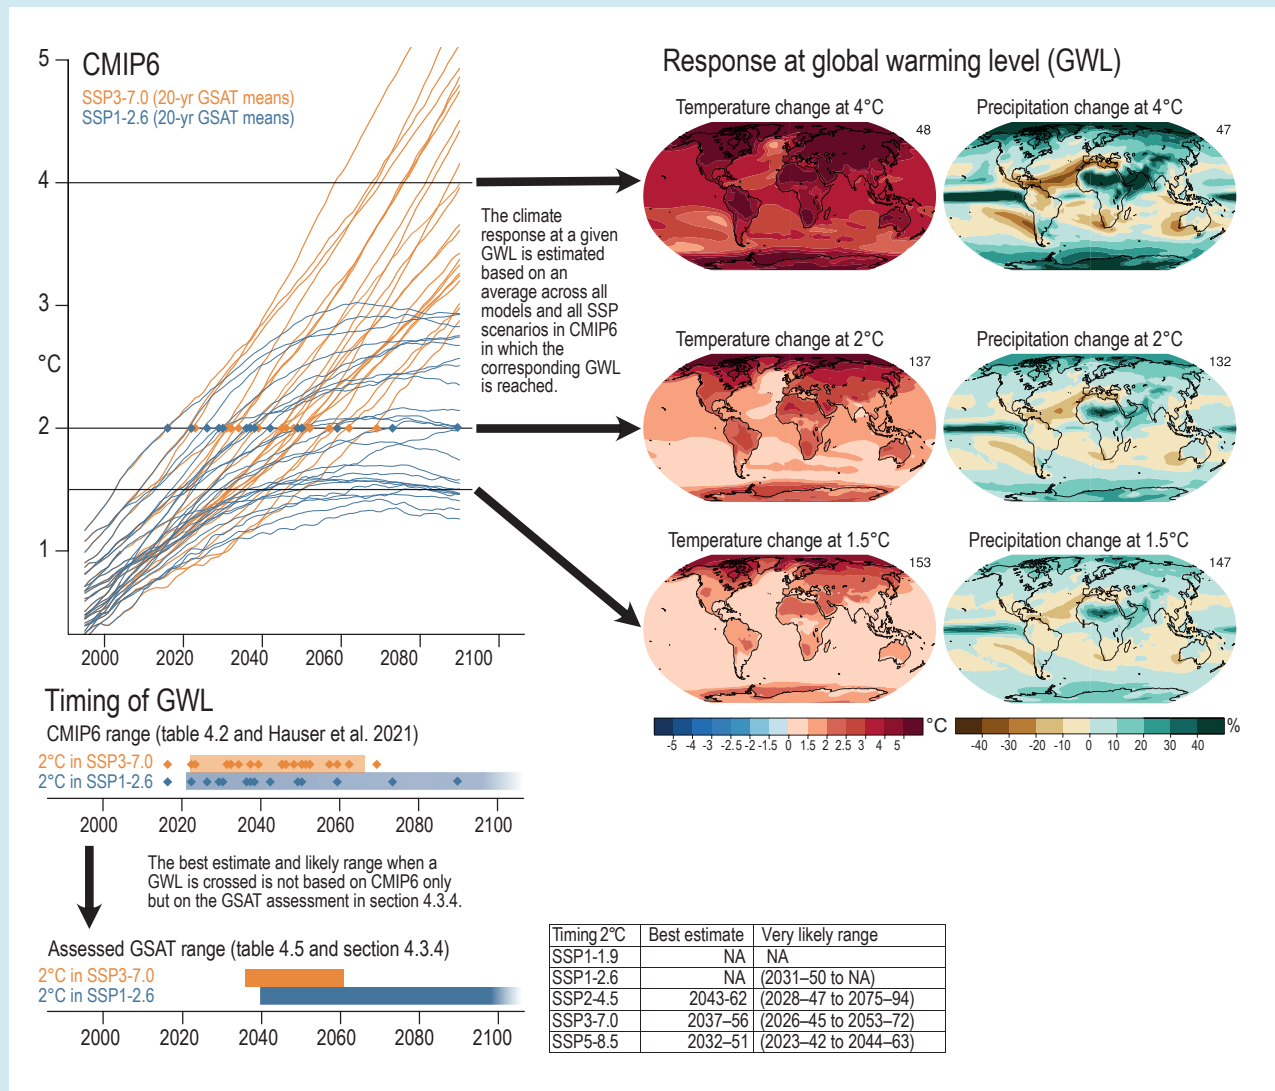 CMIP6
SSP3-7.0 (20-yr GSAT means)
SSP1-2.6 (20-yr GSAT means)
5
4
3
°C
2
1
2000 2020 2040 2060 2080 2100
The climate
response at a given
GWL is estimated
based on an
average across all
models and all SSP
scenarios in CMIP6
in which the
corresponding GWL
is reached.
Response at global warming level (GWL)
Temperature change at 4°C
48
Precipitation change at 4°C
47
Temperature change at 2°C
137
Precipitation change at 2°C
132
Temperature change at 1.5°C
153
Precipitation change at 1.5°C
147
°C
-5 -4 -3 -2.5 -2 -1.5 0 1.5 2 2.5 3 4 5
%
-40 -30 -20 -10 0 10 20 30 40
Timing of GWL
CMIP6 range (table 4.2 and Hauser et al. 2021)
2°C in SSP3-7.0
2°C in SSP1-2.6
2000 2020 2040 2060 2080 2100
The best estimate and likely range when a
GWL is crossed is not based on CMIP6 only
but on the GSAT assessment in section 4.3.4.
Assessed GSAT range (table 4.5 and section 4.3.4)
2°C in SSP3-7.0
2°C in SSP1-2.6
2000 2020 2040 2060 2080 2100
Timing 2°C Best estimate Very likely range
SSP1-1.9 NA NA
SSP1-2.6 NA (2031–50 to NA)
SSP2-4.5 2043-62 (2028–47 to 2075–94)
SSP3-7.0 2037–56 (2026–45 to 2053–72)
SSP5-8.5 2032–51 (2023–42 to 2044–63)